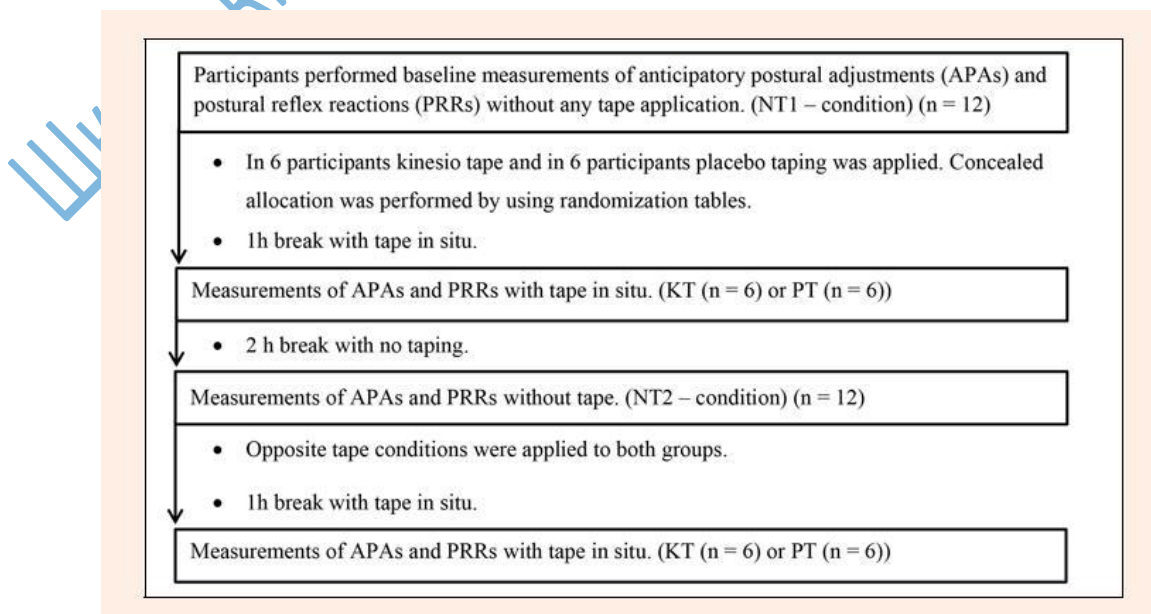 Participants performed baseline measurements of anticipatory postural adjustments (APAs) and
postural reflex reactions (PRRs) without any tape application. (NT1 – condition) (n = 12)
• In 6 participants kinesio tape and in 6 participants placebo taping was applied. Concealed
allocation was performed by using randomization tables.
• 1h break with tape in situ.
Measurements of APAs and PRRs with tape in situ. (KT (n = 6) or PT (n = 6))
• 2 h break with no taping.
Measurements of APAs and PRRs without tape. (NT2 – condition) (n = 12)
• Opposite tape conditions were applied to both groups.
• 1h break with tape in situ.
Measurements of APAs and PRRs with tape in situ. (KT (n = 6) or PT (n = 6))